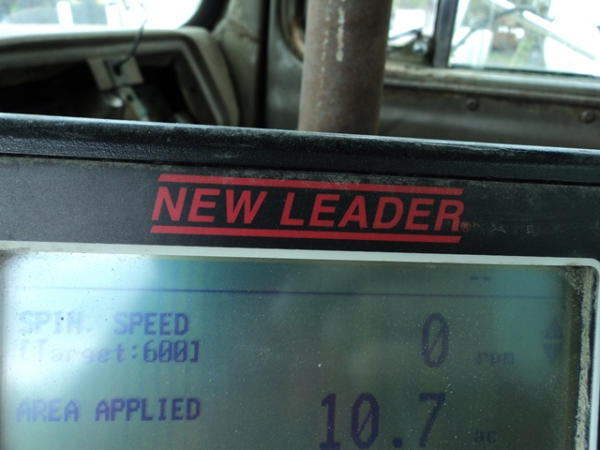 NEW LEADER®
--
SPIN. SPEED 0 rpm
[Target:600]
AREA APPLIED 10.7 ac